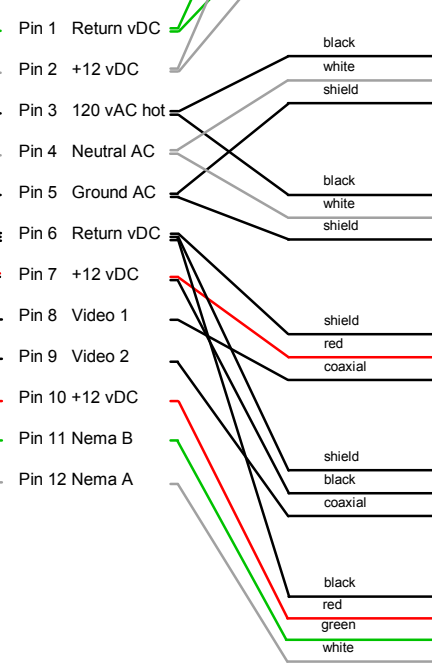 Pin 1 Return vDC
Pin 2 +12 vDC
Pin 3 120 vAC hot
Pin 4 Neutral AC
Pin 5 Ground AC
Pin 6 Return vDC
Pin 7 +12 vDC
Pin 8 Video 1
Pin 9 Video 2
Pin 10 +12 vDC
Pin 11 Nema B
Pin 12 Nema A
black
white
shield
black
white
shield
shield
red
coaxial
shield
black
coaxial
black
red
green
white